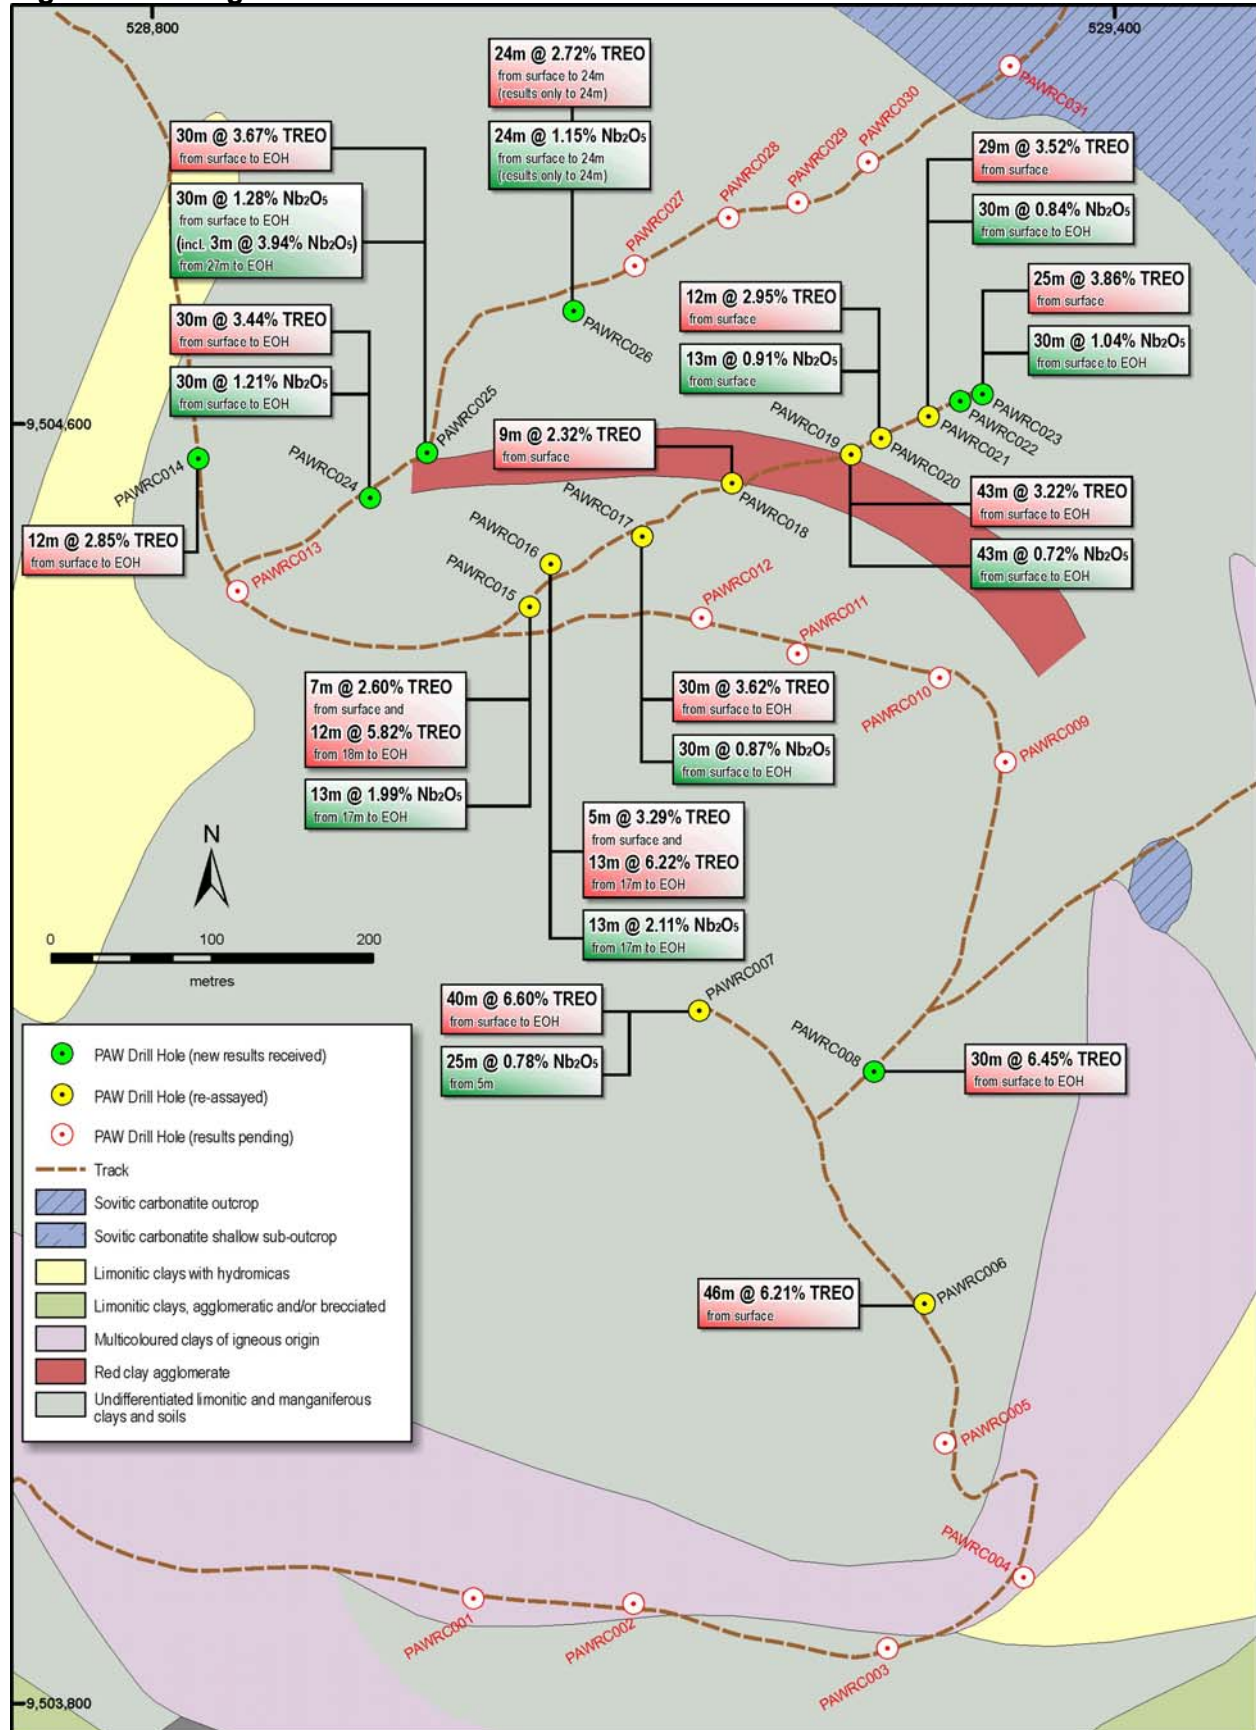 528,800
529,400
24m @ 2.72% TREO
from surface to 24m
(results only to 24m)
24m @ 1.15% Nb₂O₅
from surface to 24m
(results only to 24m)
PAWRC031
PAWRC030
PAWRC029
PAWRC028
PAWRC027
PAWRC026
30m @ 3.67% TREO
from surface to EOH
30m @ 1.28% Nb₂O₅
from surface to EOH
(incl. 3m @ 3.94% Nb₂O₅)
from 27m to EOH
30m @ 3.44% TREO
from surface to EOH
30m @ 1.21% Nb₂O₅
from surface to EOH
29m @ 3.52% TREO
from surface
30m @ 0.84% Nb₂O₅
from surface to EOH
25m @ 3.86% TREO
from surface
30m @ 1.04% Nb₂O₅
from surface to EOH
12m @ 2.95% TREO
from surface
13m @ 0.91% Nb₂O₅
from surface
9,504,600
PAWRC014
PAWRC024
PAWRC025
9m @ 2.32% TREO
from surface
PAWRC019
PAWRC020
PAWRC021
PAWRC022
PAWRC023
12m @ 2.85% TREO
from surface to EOH
PAWRC013
PAWRC016
PAWRC015
PAWRC017
PAWRC018
43m @ 3.22% TREO
from surface to EOH
43m @ 0.72% Nb₂O₅
from surface to EOH
PAWRC012
PAWRC011
PAWRC010
PAWRC009
7m @ 2.60% TREO
from surface and
12m @ 5.82% TREO
from 18m to EOH
13m @ 1.99% Nb₂O₅
from 17m to EOH
30m @ 3.62% TREO
from surface to EOH
30m @ 0.87% Nb₂O₅
from surface to EOH
5m @ 3.29% TREO
from surface and
13m @ 6.22% TREO
from 17m to EOH
13m @ 2.11% Nb₂O₅
from 17m to EOH
N
0 100 200
metres
40m @ 6.60% TREO
from surface to EOH
25m @ 0.78% Nb₂O₅
from 5m
PAWRC007
PAWRC008
30m @ 6.45% TREO
from surface to EOH
PAW Drill Hole (new results received)
PAW Drill Hole (re-assayed)
PAW Drill Hole (results pending)
Track
Sovitic carbonatite outcrop
Sovitic carbonatite shallow sub-outcrop
Limonitic clays with hydromicas
Limonitic clays, agglomeratic and/or brecciated
Multicoloured clays of igneous origin
Red clay agglomerate
Undifferentiated limonitic and manganiferous
clays and soils
46m @ 6.21% TREO
from surface
PAWRC006
PAWRC005
PAWRC004
PAWRC001
PAWRC002
PAWRC003
9,503,800